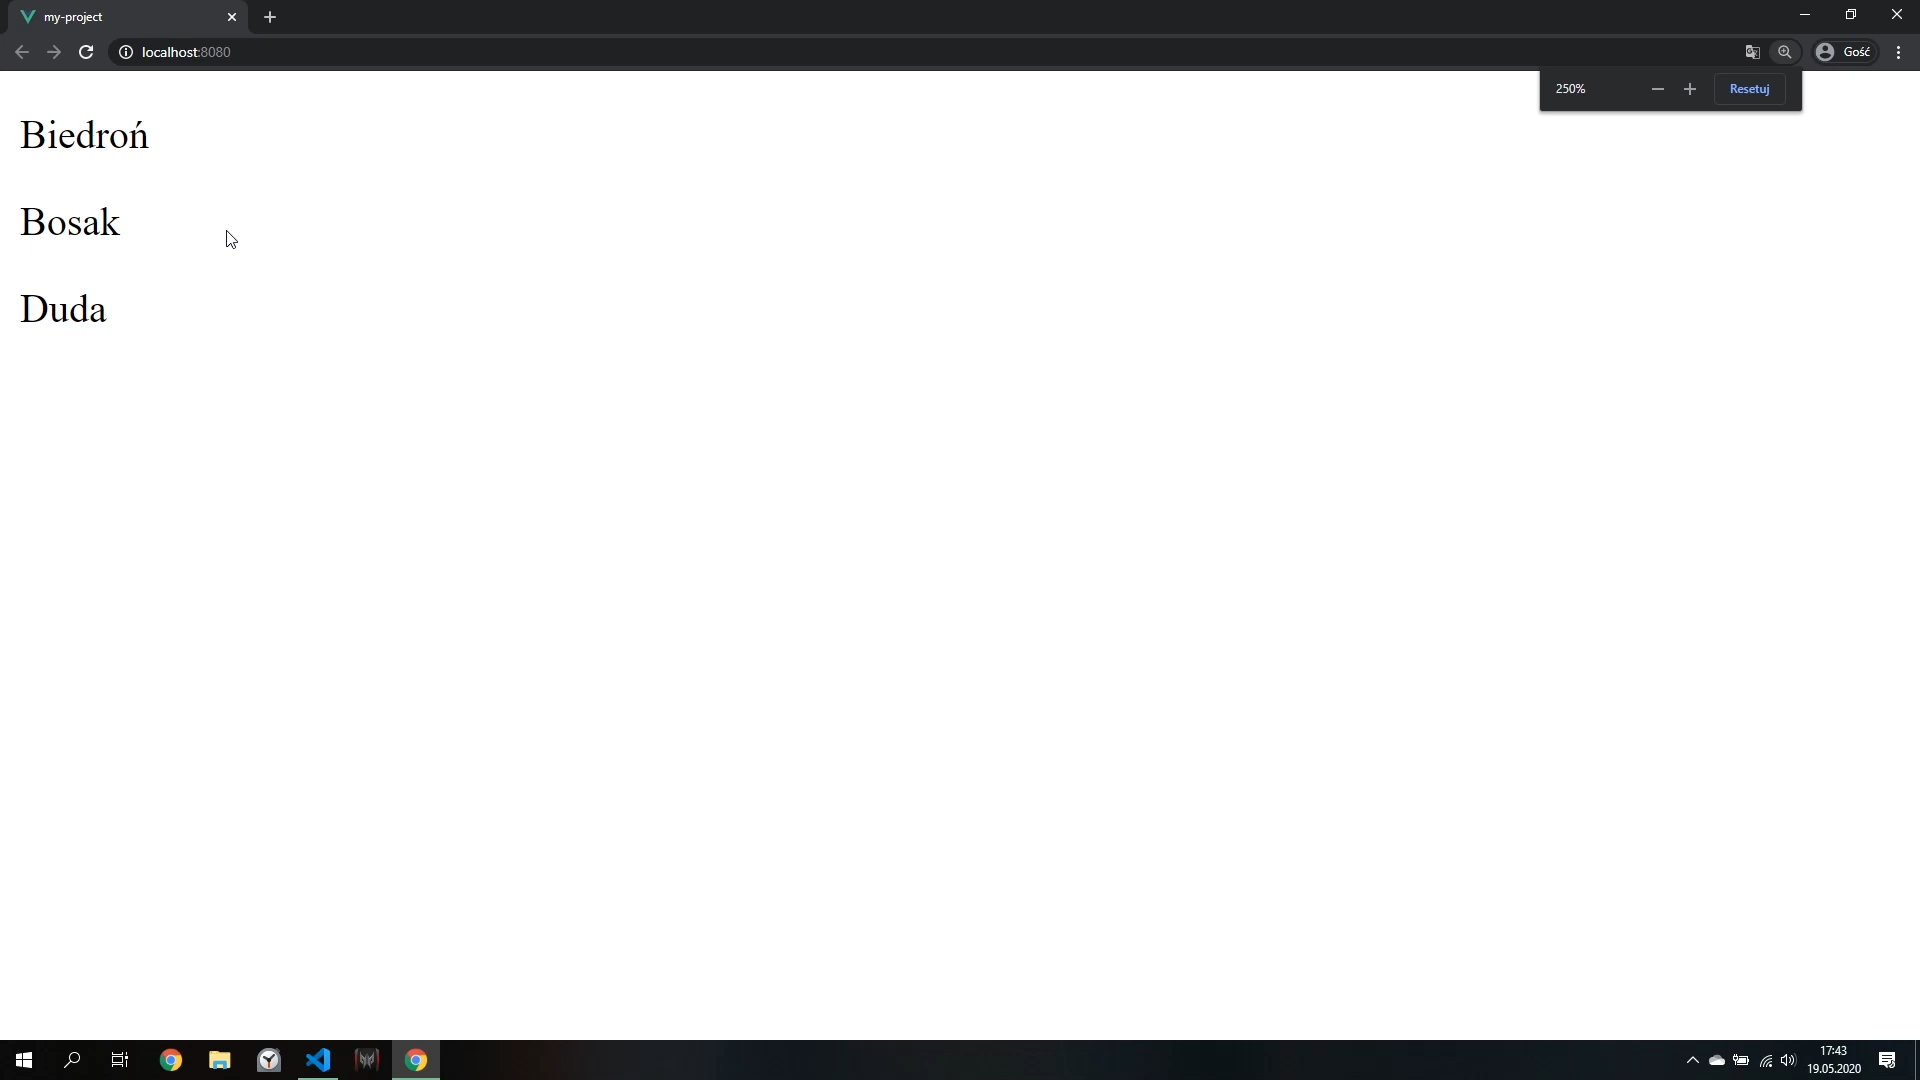 my-project
localhost:8080
Gość
250%
Resetuj
Biedroń
Bosak
Duda
17:43
19.05.2020